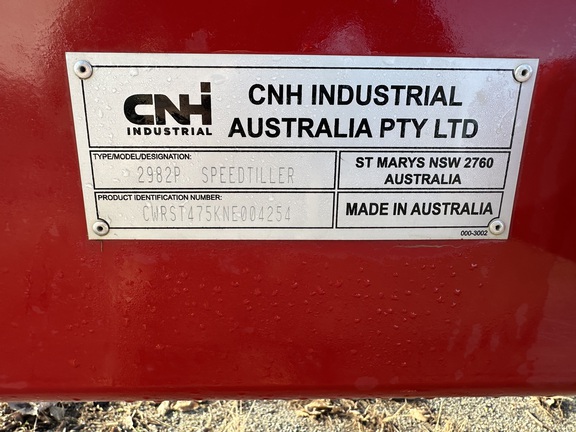 CNH
INDUSTRIAL
CNH INDUSTRIAL
AUSTRALIA PTY LTD
TYPE/MODEL/DESIGNATION:
2982P SPEEDTILLER
ST MARYS NSW 2760
AUSTRALIA
PRODUCT IDENTIFICATION NUMBER:
CWRST475KNE004254
MADE IN AUSTRALIA
000-3002